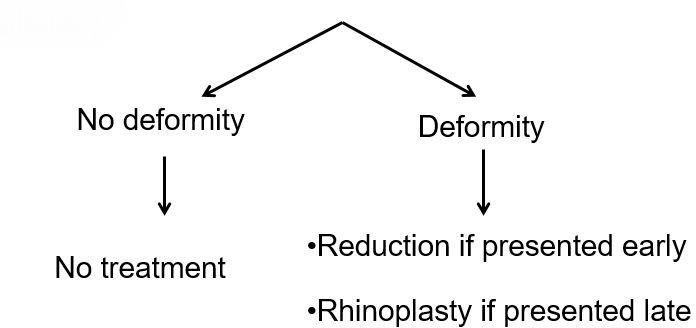 No deformity
Deformity
No treatment
•Reduction if presented early
•Rhinoplasty if presented late